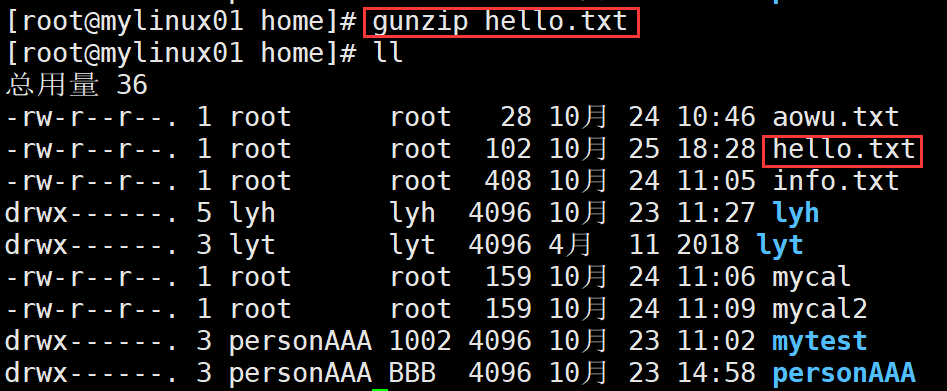 [root@mylinux01 home]# gunzip hello.txt
[root@mylinux01 home]# ll
总用量 36
-rw-r--r--. 1 root      root   28 10月 24 10:46 aowu.txt
-rw-r--r--. 1 root      root  102 10月 25 18:28 hello.txt
-rw-r--r--. 1 root      root  408 10月 24 11:05 info.txt
drwx------. 5 lyh       lyh  4096 10月 23 11:27 lyh
drwx------. 3 lyt       lyt  4096 4月  11 2018 lyt
-rw-r--r--. 1 root      root  159 10月 24 11:06 mycal
-rw-r--r--. 1 root      root  159 10月 24 11:09 mycal2
drwx------. 3 personAAA 1002 4096 10月 23 11:02 mytest
drwx------. 3 personAAA BBB  4096 10月 23 14:58 personAAA